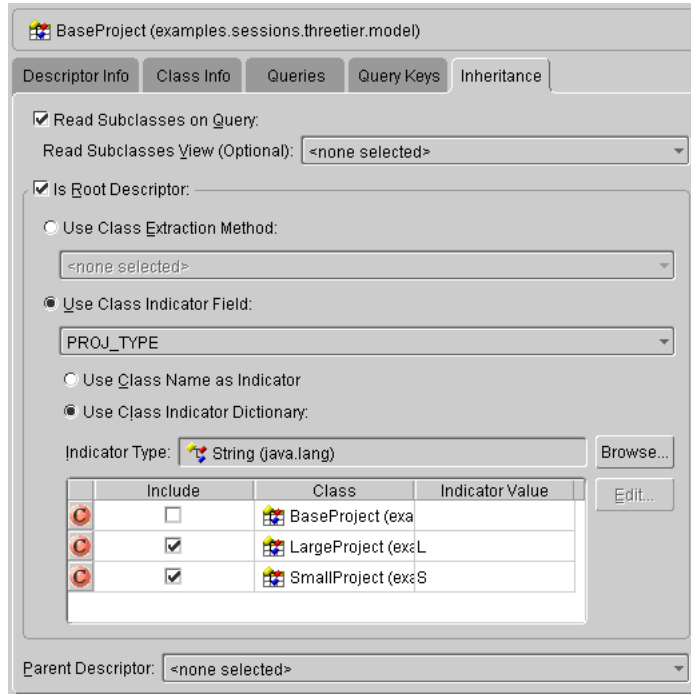 BaseProject (examples.sessions.threetier.model)
Descriptor Info Class Info Queries Query Keys Inheritance
Read Subclasses on Query:
Read Subclasses View (Optional): <none selected>
Is Root Descriptor:
Use Class Extraction Method:
<none selected>
Use Class Indicator Field:
PROJ_TYPE
Use Class Name as Indicator
Use Class Indicator Dictionary:
Indicator Type: String (java.lang) Browse...
Include Class Indicator Value Edit...
C BaseProject (exa
C LargeProject (exa L
C SmallProject (exa S
Parent Descriptor: <none selected>